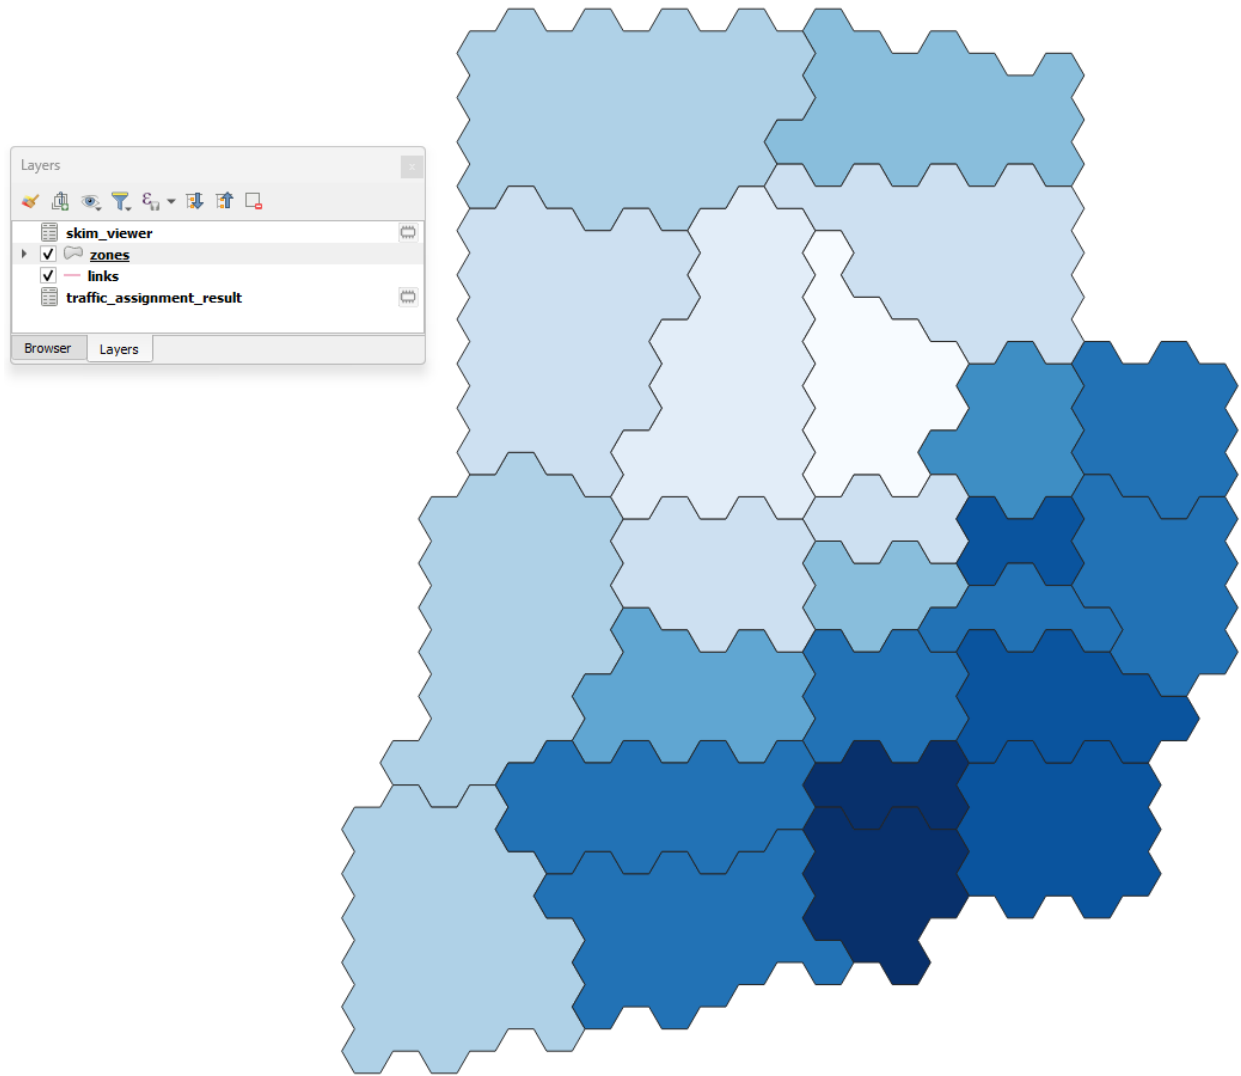 Layers
skim_viewer
zones
links
traffic_assignment_result
Browser
Layers